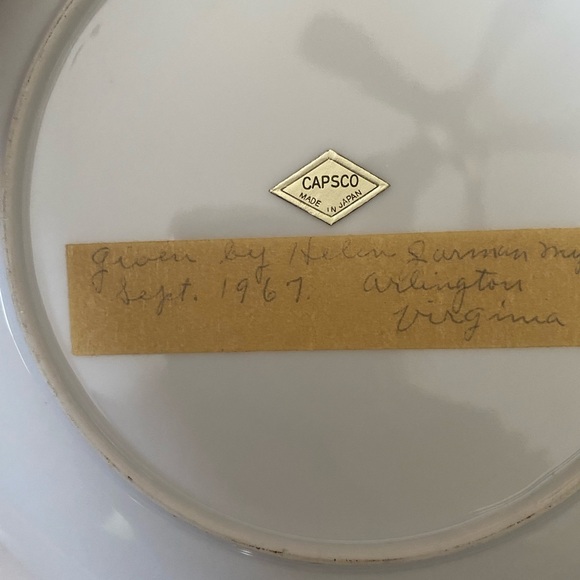 CAPSCO
MADE IN JAPAN
given by Helen
Sept. 1967. Arlington
Virginia